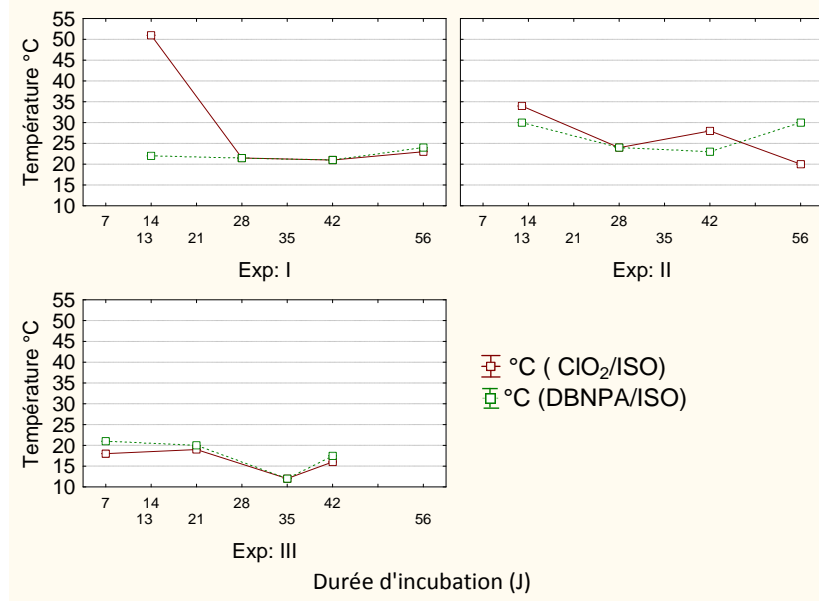 Température °C
55
50
45
40
35
30
25
20
15
10
7 14 28 42
13 21 35 56
Exp: I
7 14 28 42
13 21 35 56
Exp: II
Température °C
55
50
45
40
35
30
25
20
15
10
7 14 28 42
13 21 35 56
Exp: III
°C ( ClO₂/ISO)
°C (DBNPA/ISO)
Durée d'incubation (J)